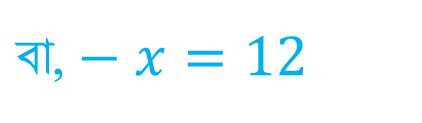 বা, − x = 12